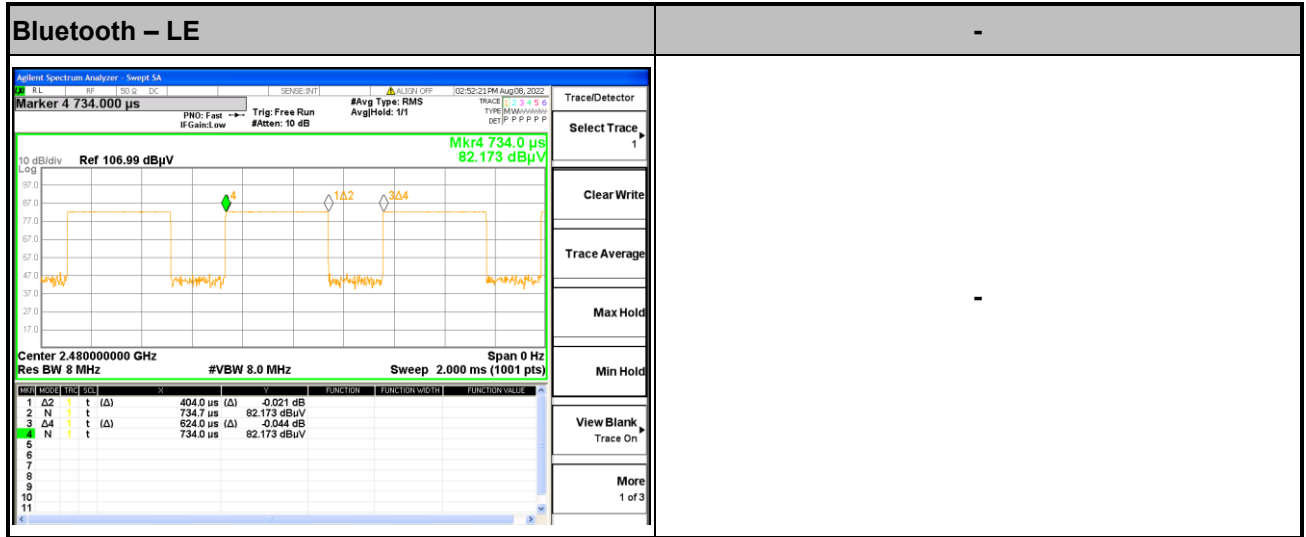 Bluetooth – LE -
Agilent Spectrum Analyzer - Swept SA
RL RF 50 Ω DC SENSE:INT ALIGN OFF 02:52:21 PM Aug 08, 2022
Marker 4 734.000 µs
PNO: Fast
IFGain:Low
Trig: Free Run
#Atten: 10 dB
#Avg Type: RMS
Avg|Hold: 1/1
TRACE 1 2 3 4 5 6
TYPE
DET P P P P P P
Trace/Detector
Select Trace
1
Mkr4 734.0 µs
82.173 dBµV
10 dB/div Ref 106.99 dBµV
Log
97.0
87.0
77.0
67.0
57.0
47.0
37.0
27.0
17.0
4
1Δ2
3Δ4
Clear Write
Trace Average
Max Hold
Min Hold
-
Center 2.480000000 GHz Span 0 Hz
Res BW 8 MHz #VBW 8.0 MHz Sweep 2.000 ms (1001 pts)
MKR MODE TRC SCL X Y FUNCTION FUNCTION WIDTH FUNCTION VALUE
1 Δ2 1 t (Δ) 404.0 µs (Δ) -0.021 dB
2 N 1 t 734.7 µs 82.173 dBµV
3 Δ4 1 t (Δ) 624.0 µs (Δ) -0.044 dB
4 N 1 t 734.0 µs 82.173 dBµV
5
6
7
8
9
10
11
View Blank
Trace On
More
1 of 3